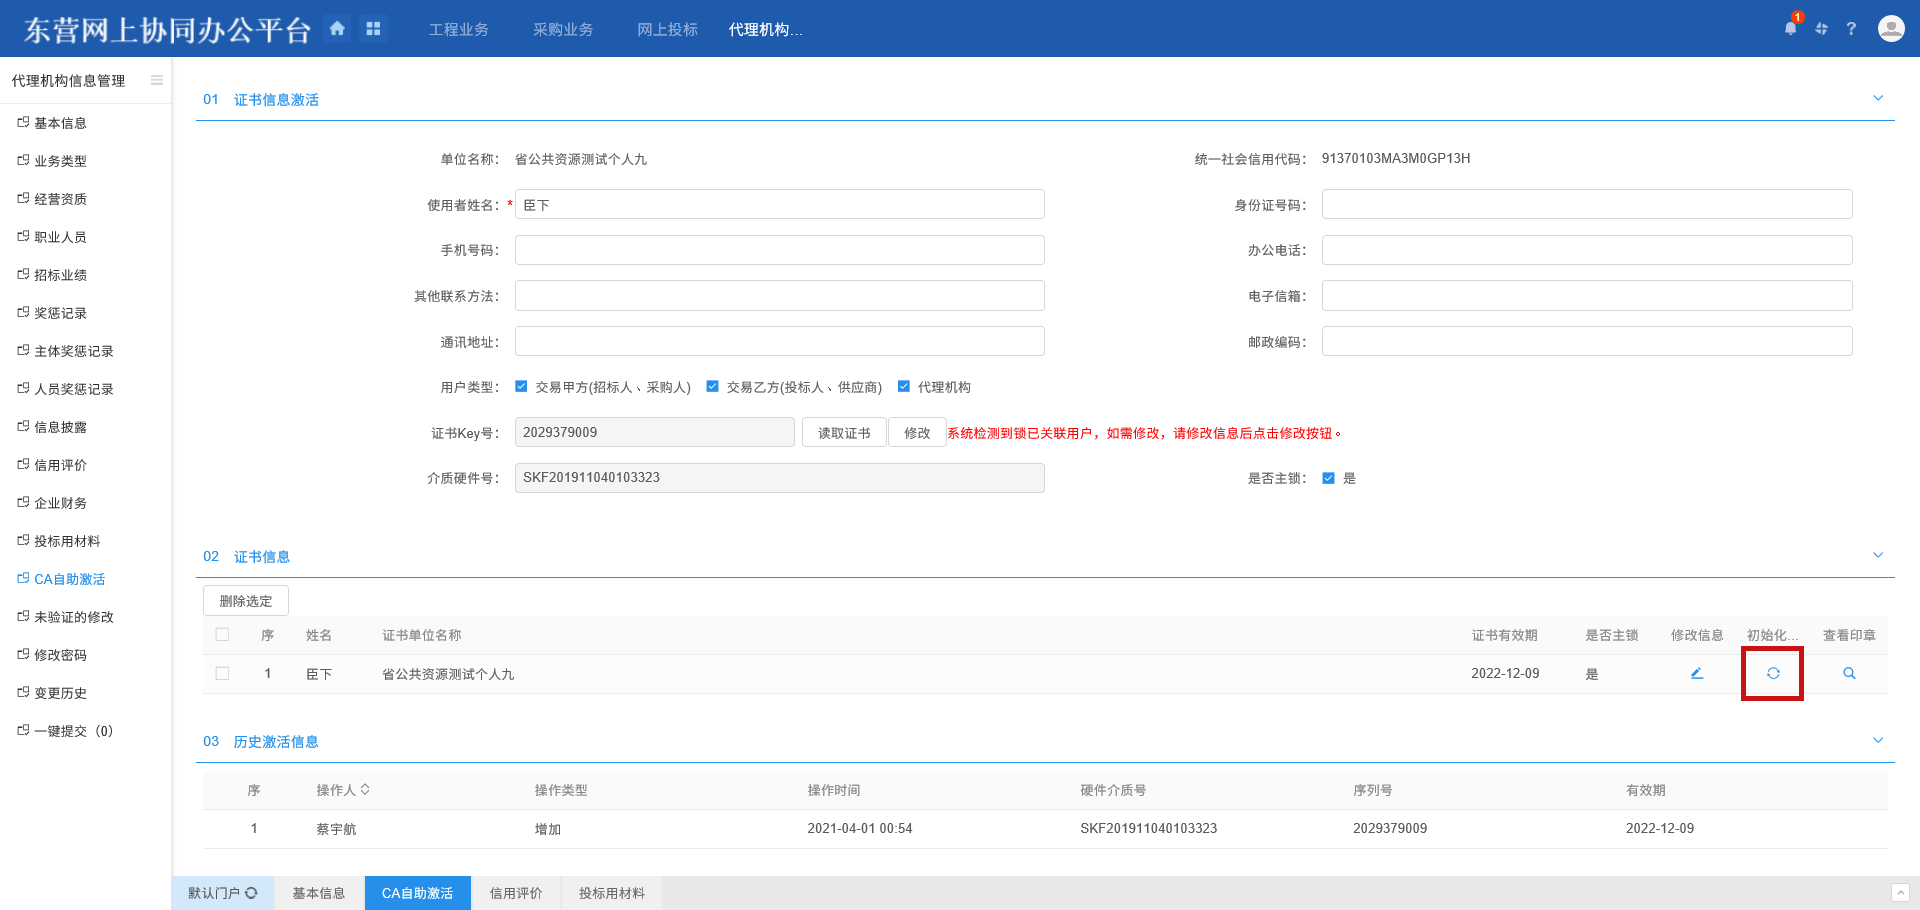 东营网上协同办公平台 工程业务 采购业务 网上投标 代理机构... 1 ?
代理机构信息管理
基本信息
业务类型
经营资质
职业人员
招标业绩
奖惩记录
主体奖惩记录
人员奖惩记录
信息披露
信用评价
企业财务
投标用材料
CA自助激活
未验证的修改
修改密码
变更历史
一键提交（0）
01 证书信息激活
单位名称： 省公共资源测试个人九 统一社会信用代码： 91370103MA3M0GP13H
使用者姓名：* 臣下 身份证号码：
手机号码： 办公电话：
其他联系方法： 电子信箱：
通讯地址： 邮政编码：
用户类型： 交易甲方(招标人、采购人) 交易乙方(投标人、供应商) 代理机构
证书Key号： 2029379009 读取证书 修改 系统检测到锁已关联用户，如需修改，请修改信息后点击修改按钮。
介质硬件号： SKF201911040103323 是否主锁： 是
02 证书信息
删除选定
序 姓名 证书单位名称 证书有效期 是否主锁 修改信息 初始化... 查看印章
1 臣下 省公共资源测试个人九 2022-12-09 是
03 历史激活信息
序 操作人 操作类型 操作时间 硬件介质号 序列号 有效期
1 蔡宇航 增加 2021-04-01 00:54 SKF201911040103323 2029379009 2022-12-09
默认门户 基本信息 CA自助激活 信用评价 投标用材料